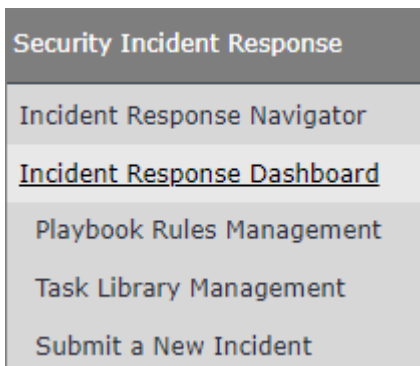 Security Incident Response
Incident Response Navigator
Incident Response Dashboard
Playbook Rules Management
Task Library Management
Submit a New Incident